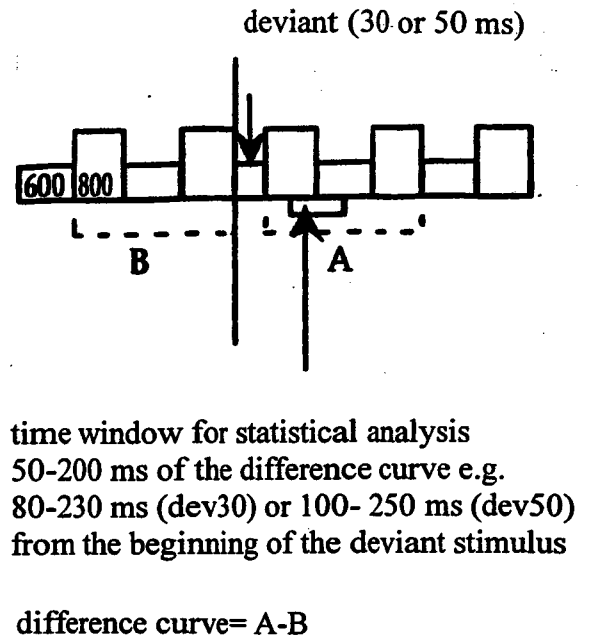 deviant (30 or 50 ms)
600 800
B
A
time window for statistical analysis
50-200 ms of the difference curve e.g.
80-230 ms (dev30) or 100- 250 ms (dev50)
from the beginning of the deviant stimulus
difference curve= A-B